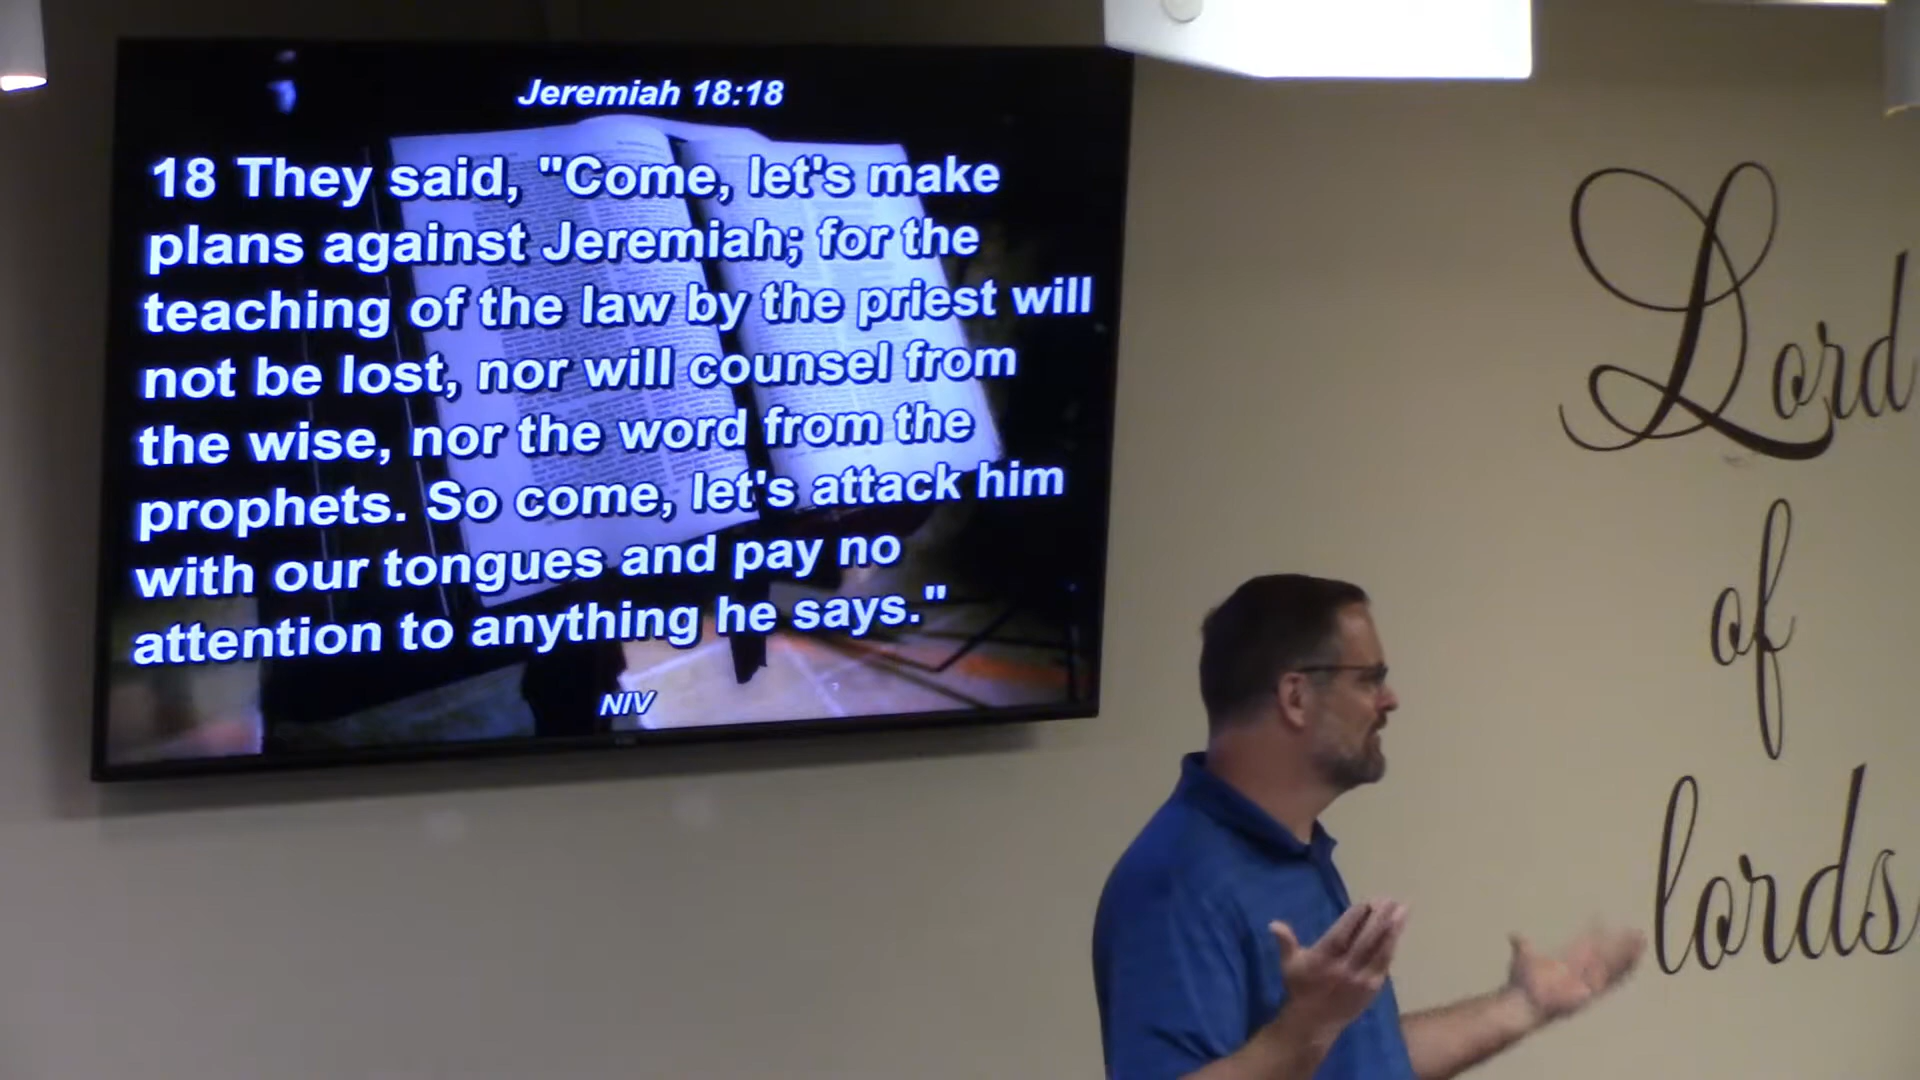 Jeremiah 18:18
18 They said, "Come, let's make
plans against Jeremiah; for the
teaching of the law by the priest will
not be lost, nor will counsel from
the wise, nor the word from the
prophets. So come, let's attack him
with our tongues and pay no
attention to anything he says."
NIV
Lord
of
lords